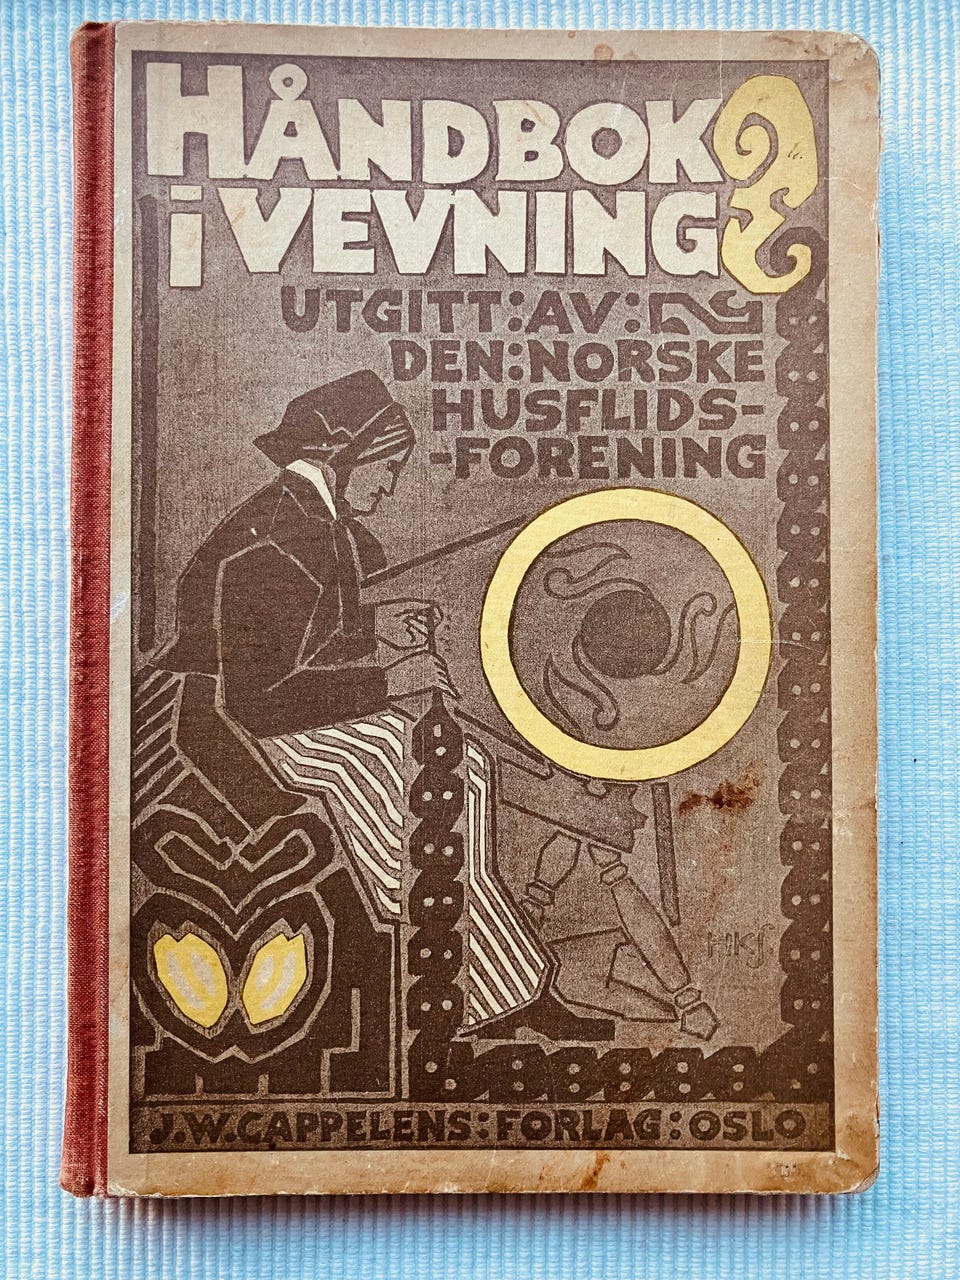 HÅNDBOK
i VEVNING
UTGITT:AV:
DEN:NORSKE
HUSFLIDS-
-FORENING
J.W.CAPPELENS:FORLAG:OSLO